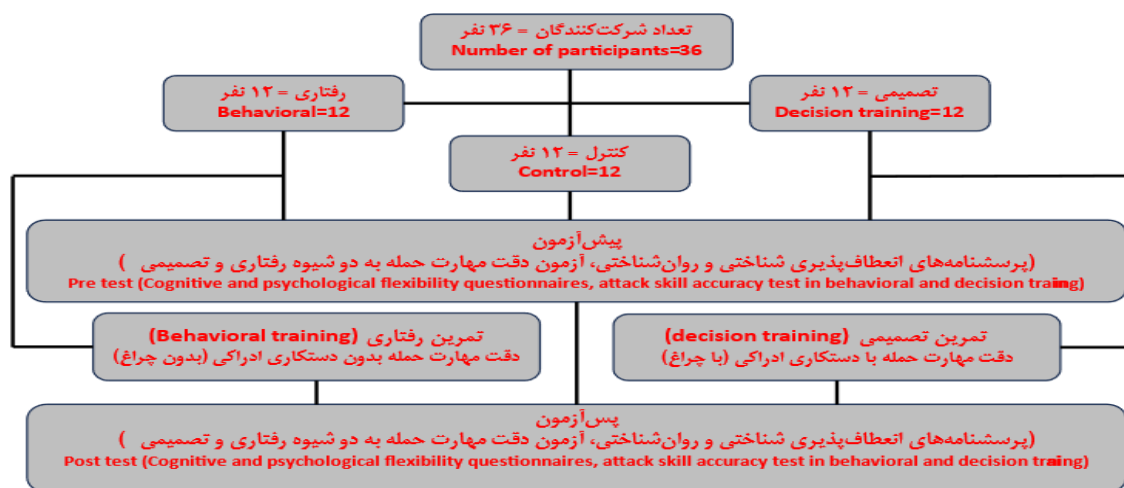 تعداد شرکت‌کنندگان = ۳۶ نفر
Number of participants=36
رفتاری = ۱۲ نفر
Behavioral=12
تصمیمی = ۱۲ نفر
Decision training=12
کنترل = ۱۲ نفر
Control=12
پیش‌آزمون
(پرسشنامه‌های انعطاف‌پذیری شناختی و روان‌شناختی، آزمون دقت مهارت حمله به دو شیوه رفتاری و تصمیمی )
Pre test (Cognitive and psychological flexibility questionnaires, attack skill accuracy test in behavioral and decision training)
تمرین رفتاری (Behavioral training)
دقت مهارت حمله بدون دستکاری ادراکی (بدون چراغ)
تمرین تصمیمی (decision training)
دقت مهارت حمله با دستکاری ادراکی (با چراغ)
پس‌آزمون
(پرسشنامه‌های انعطاف‌پذیری شناختی و روان‌شناختی، آزمون دقت مهارت حمله به دو شیوه رفتاری و تصمیمی )
Post test (Cognitive and psychological flexibility questionnaires, attack skill accuracy test in behavioral and decision training)